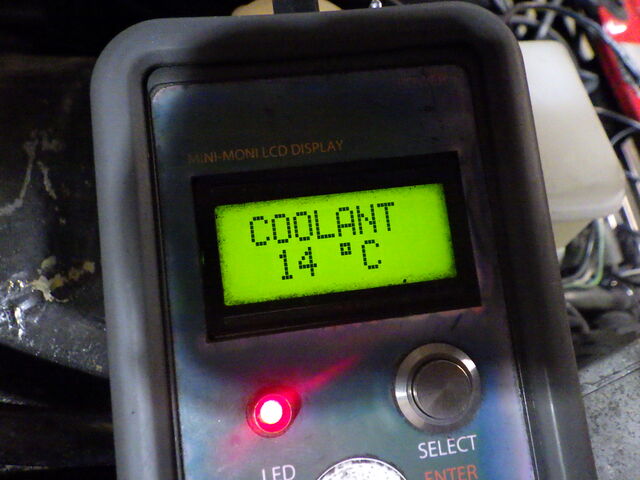 MINI-MONI LCD DISPLAY
COOLANT
14 °C
SELECT
LED
ENTER